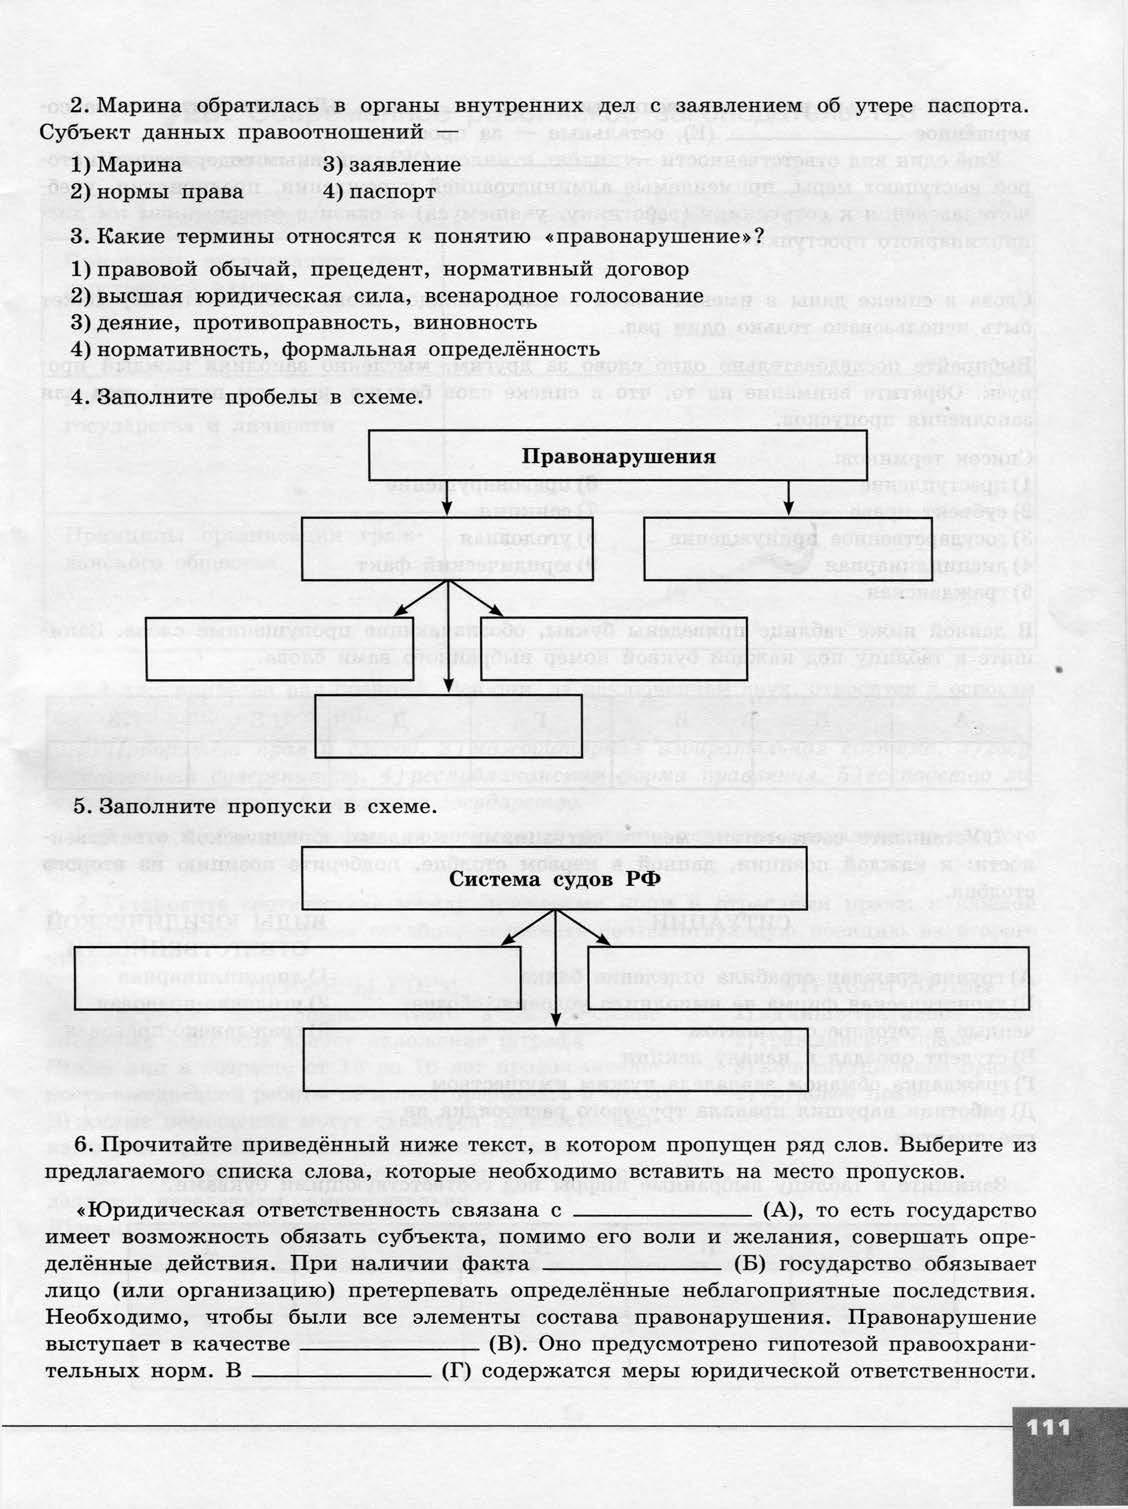 2. Марина обратилась в органы внутренних дел с заявлением об утере паспорта.
Субъект данных правоотношений —
1) Марина 3) заявление
2) нормы права 4) паспорт
3. Какие термины относятся к понятию «правонарушение»?
1) правовой обычай, прецедент, нормативный договор
2) высшая юридическая сила, всенародное голосование
3) деяние, противоправность, виновность
4) нормативность, формальная определённость
4. Заполните пробелы в схеме.
Правонарушения
5. Заполните пропуски в схеме.
Система судов РФ
6. Прочитайте приведённый ниже текст, в котором пропущен ряд слов. Выберите из
предлагаемого списка слова, которые необходимо вставить на место пропусков.
«Юридическая ответственность связана с _______________ (А), то есть государство
имеет возможность обязать субъекта, помимо его воли и желания, совершать опре-
делённые действия. При наличии факта _______________ (Б) государство обязывает
лицо (или организацию) претерпевать определённые неблагоприятные последствия.
Необходимо, чтобы были все элементы состава правонарушения. Правонарушение
выступает в качестве _______________ (В). Оно предусмотрено гипотезой правоохрани-
тельных норм. В _______________ (Г) содержатся меры юридической ответственности.
111